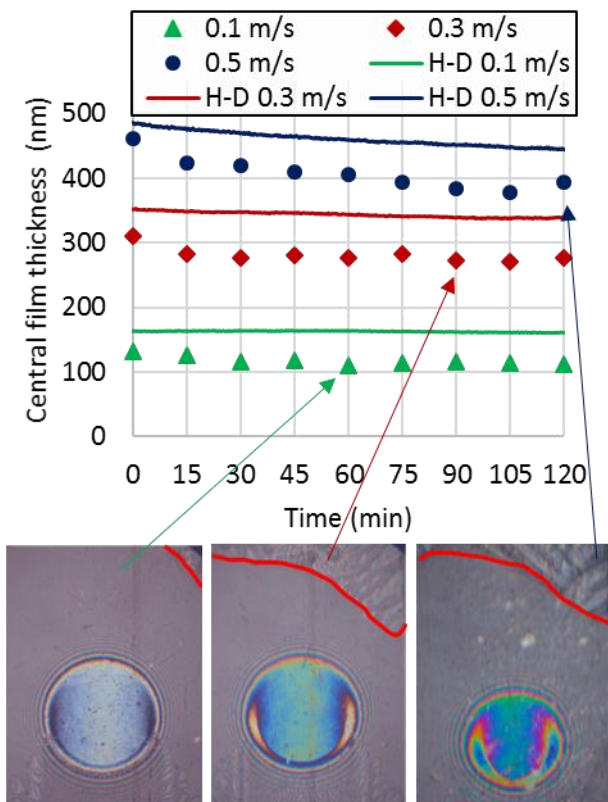 0.1 m/s 0.3 m/s
0.5 m/s H-D 0.1 m/s
H-D 0.3 m/s H-D 0.5 m/s
Central film thickness (nm)
500
400
300
200
100
0
0 15 30 45 60 75 90 105 120
Time (min)